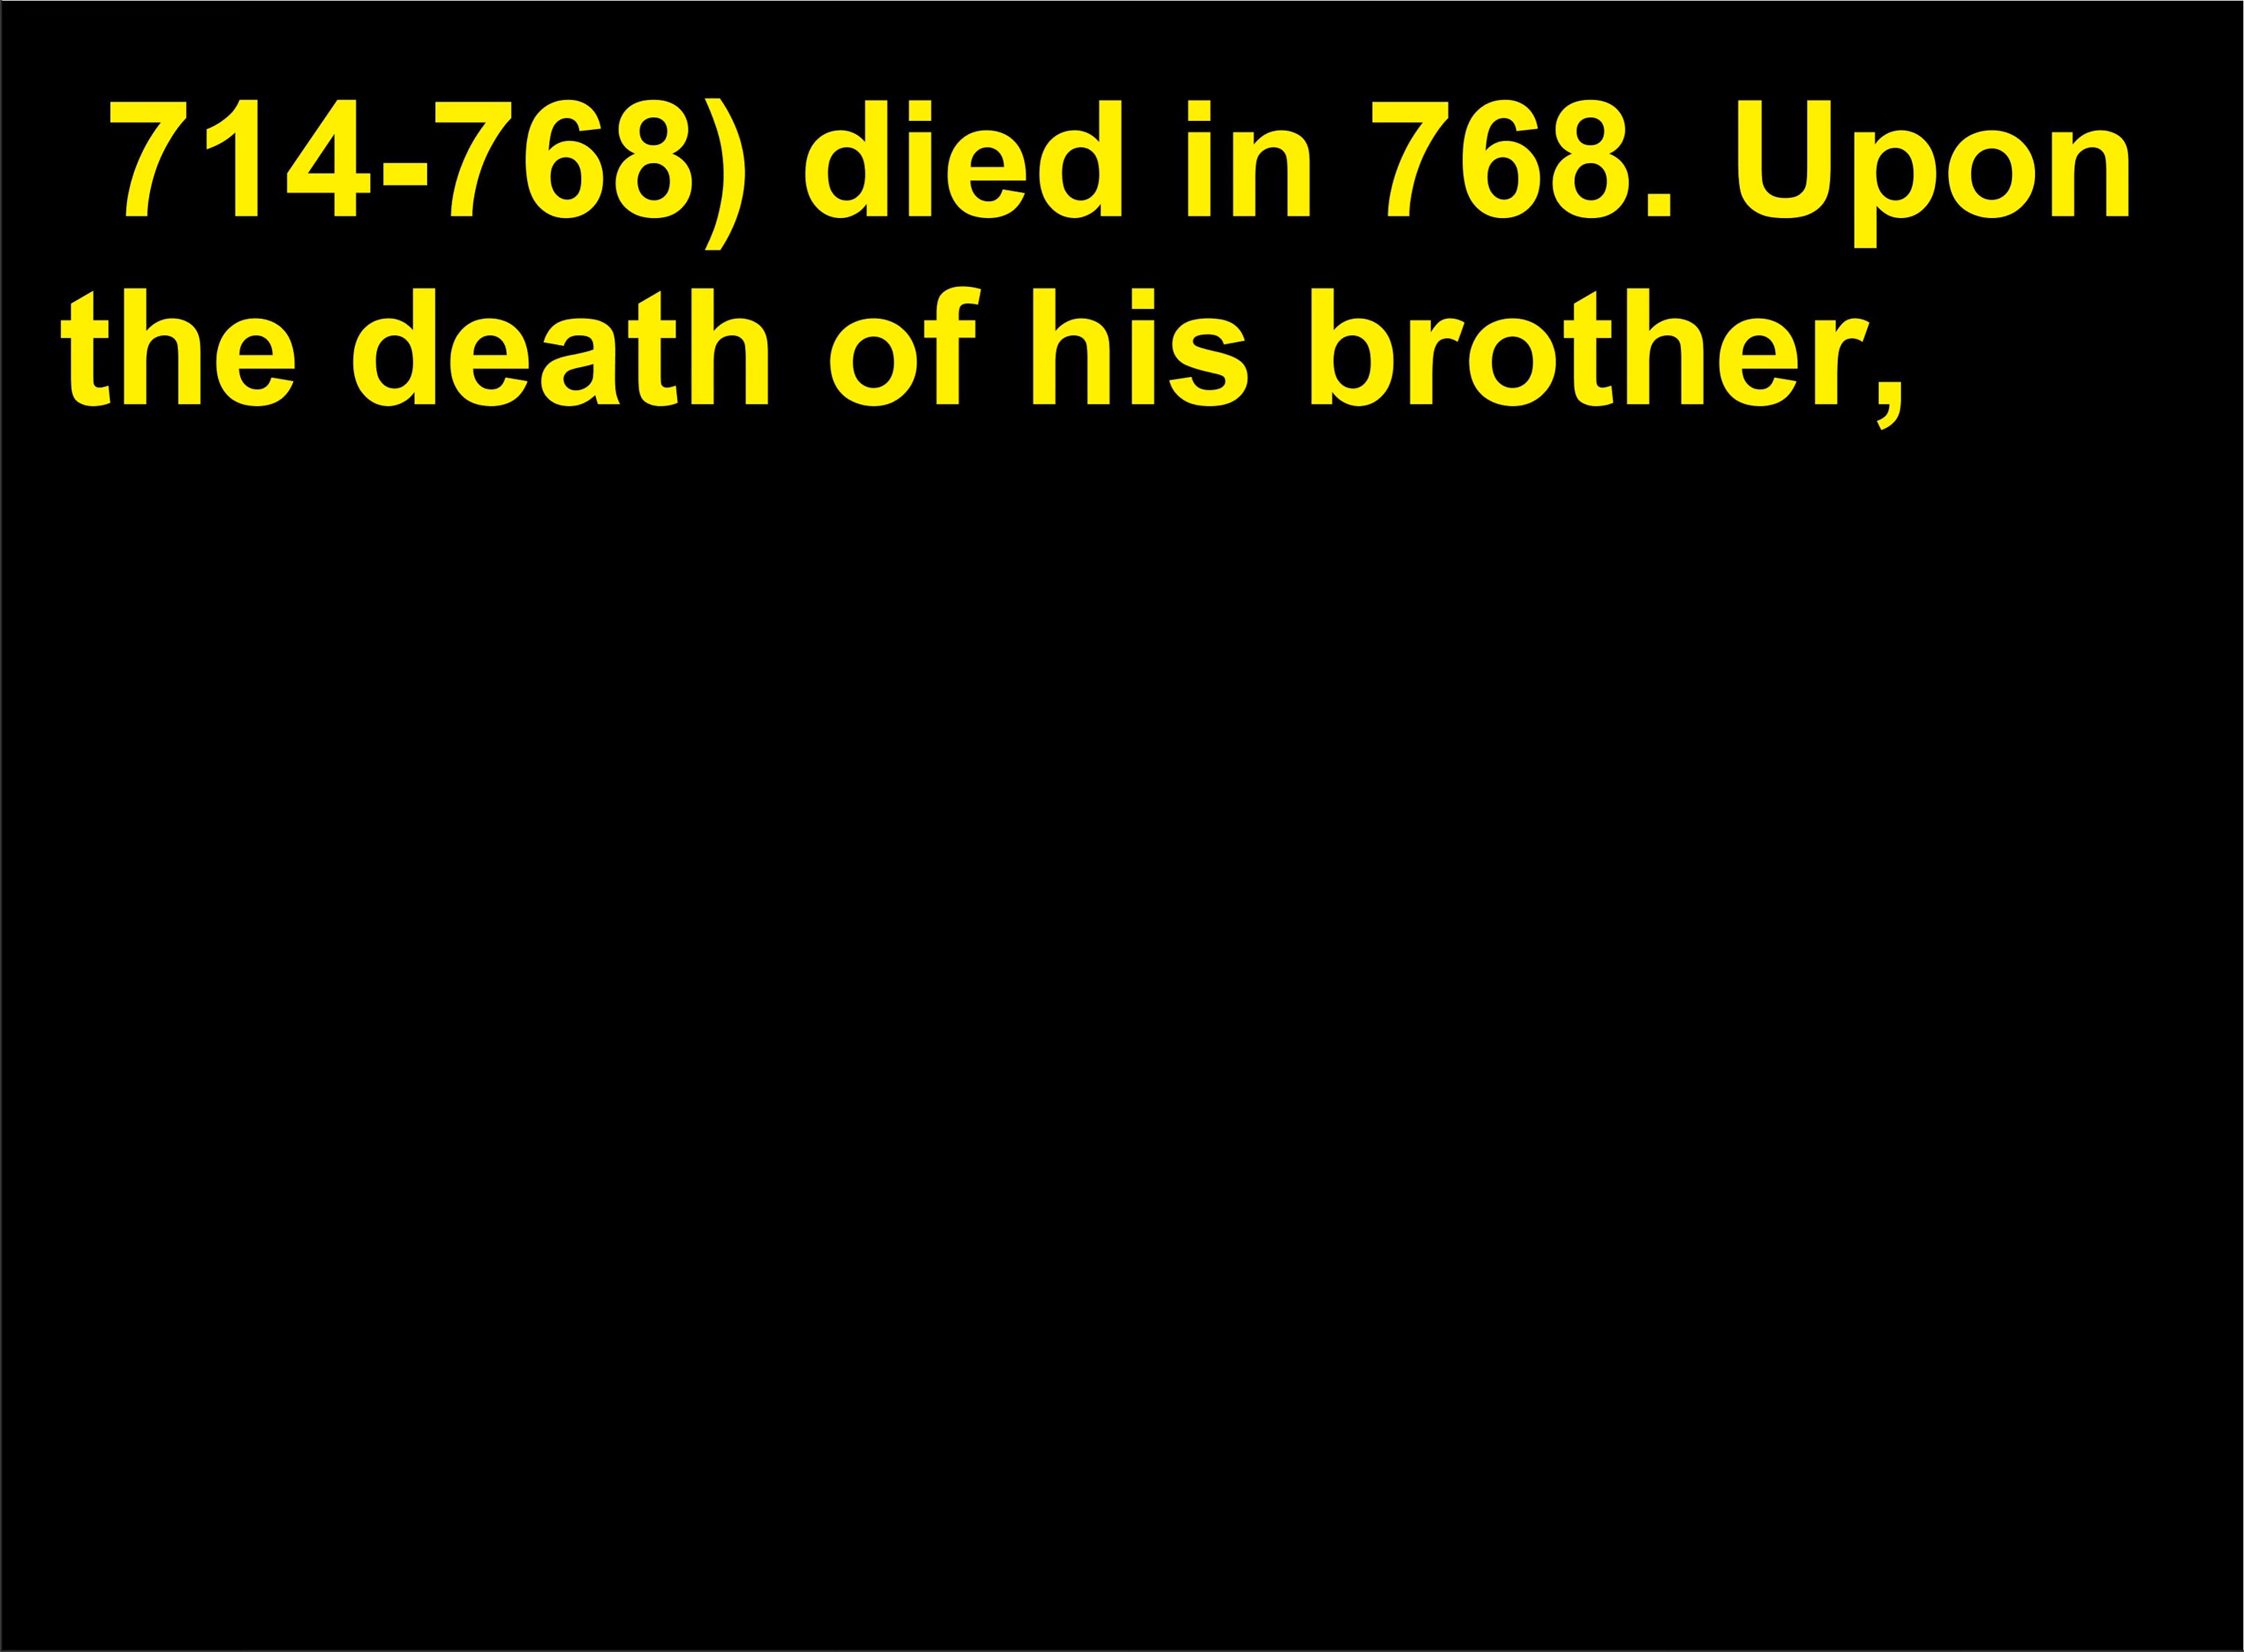 714-768) died in 768. Upon
the death of his brother,